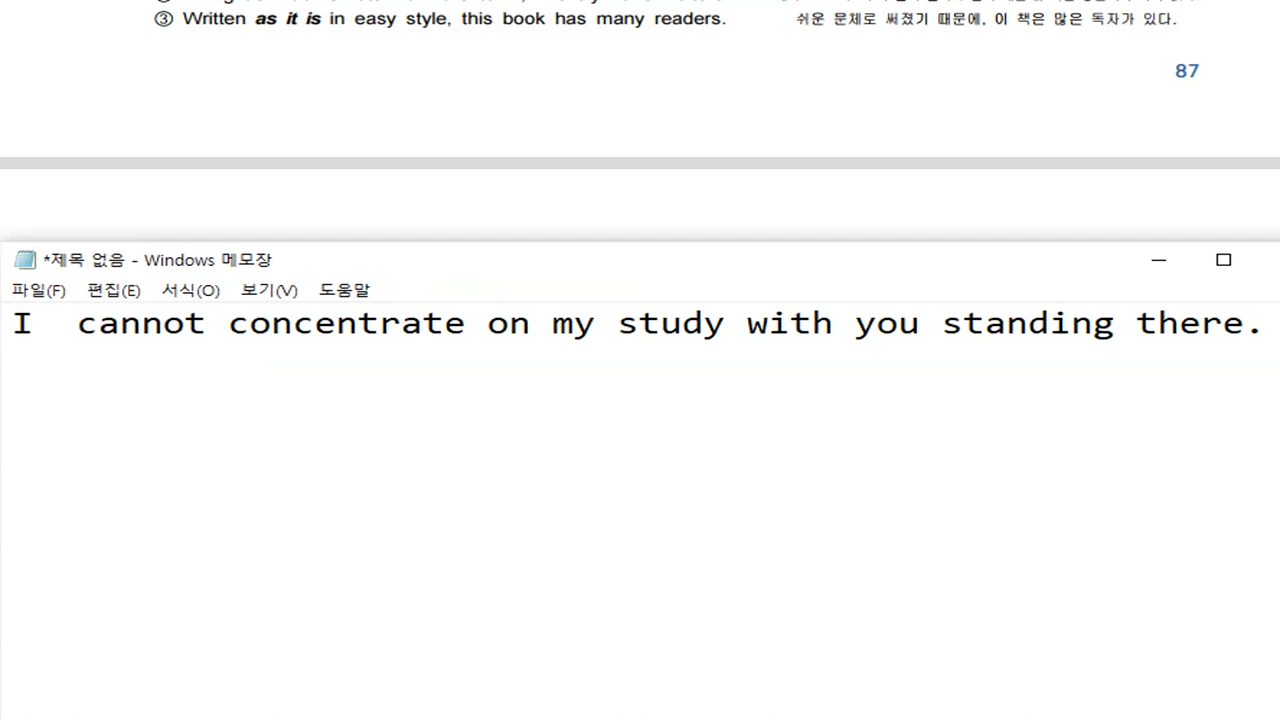 ③ Written as it is in easy style, this book has many readers. 쉬운 문체로 써졌기 때문에, 이 책은 많은 독자가 있다.
87
*제목 없음 - Windows 메모장
파일(F) 편집(E) 서식(O) 보기(V) 도움말
I  cannot concentrate on my study with you standing there.